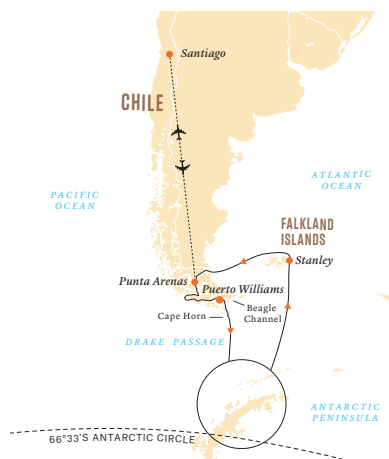 Santiago
CHILE
ATLANTIC
OCEAN
PACIFIC
OCEAN
FALKLAND
ISLANDS
Stanley
Punta Arenas
Puerto Williams
Beagle
Channel
Cape Horn
DRAKE PASSAGE
ANTARCTIC
PENINSULA
66°33'S ANTARCTIC CIRCLE